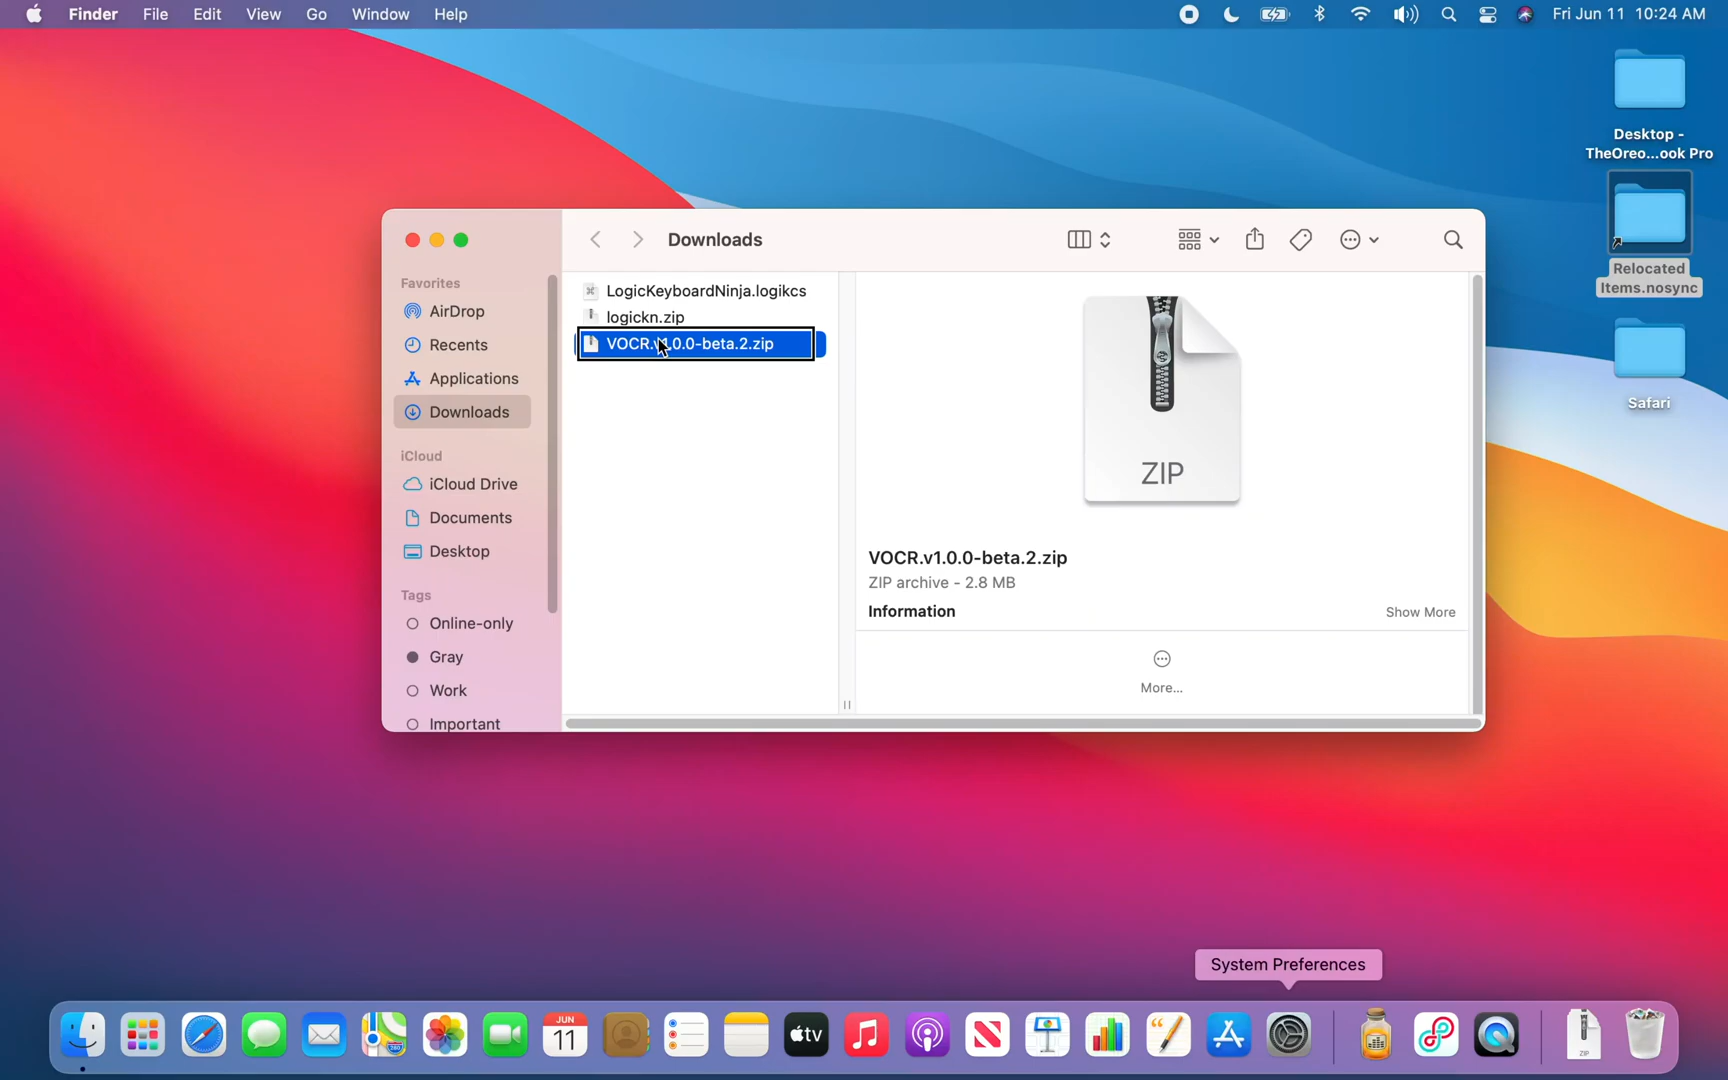 Finder File Edit View Go Window Help Fri Jun 11 10:24 AM
Desktop -
TheOreo...ook Pro
Relocated
Items.nosync
Safari
Downloads
Favorites
AirDrop
Recents
Applications
Downloads
iCloud
iCloud Drive
Documents
Desktop
Tags
Online-only
Gray
Work
Important
LogicKeyboardNinja.logikcs
logickn.zip
VOCR.v1.0.0-beta.2.zip
ZIP
VOCR.v1.0.0-beta.2.zip
ZIP archive - 2.8 MB
Information Show More
More...
System Preferences
JUN
11
tv
ZIP